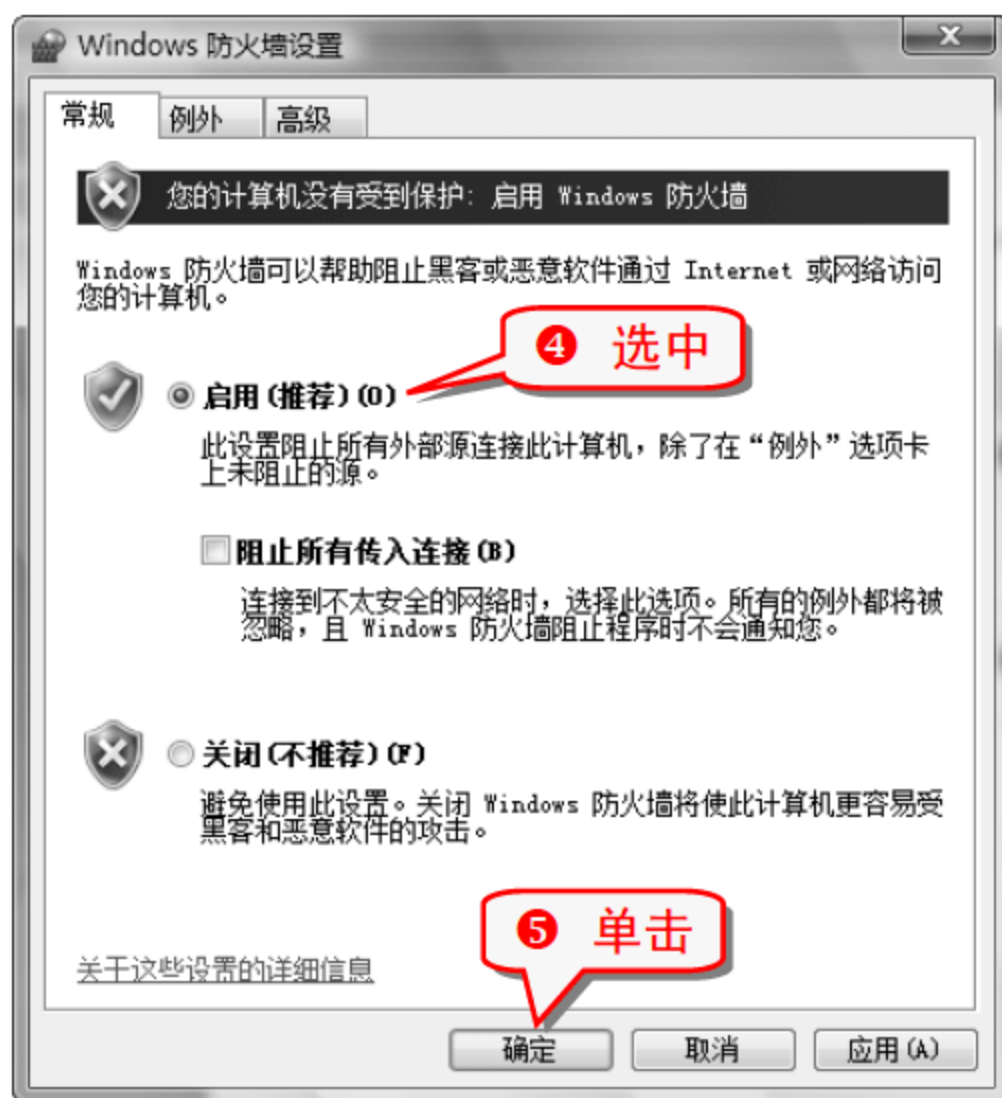 Windows 防火墙设置
常规 例外 高级
您的计算机没有受到保护: 启用 Windows 防火墙
Windows 防火墙可以帮助阻止黑客或恶意软件通过 Internet 或网络访问
您的计算机。
④ 选中
启用(推荐)(O)
此设置阻止所有外部源连接此计算机，除了在“例外”选项卡
上未阻止的源。
阻止所有传入连接(B)
连接到不太安全的网络时，选择此选项。所有的例外都将被
忽略，且 Windows 防火墙阻止程序时不会通知您。
关闭(不推荐)(F)
避免使用此设置。关闭 Windows 防火墙将使此计算机更容易受
黑客和恶意软件的攻击。
⑤ 单击
关于这些设置的详细信息
确定 取消 应用(A)